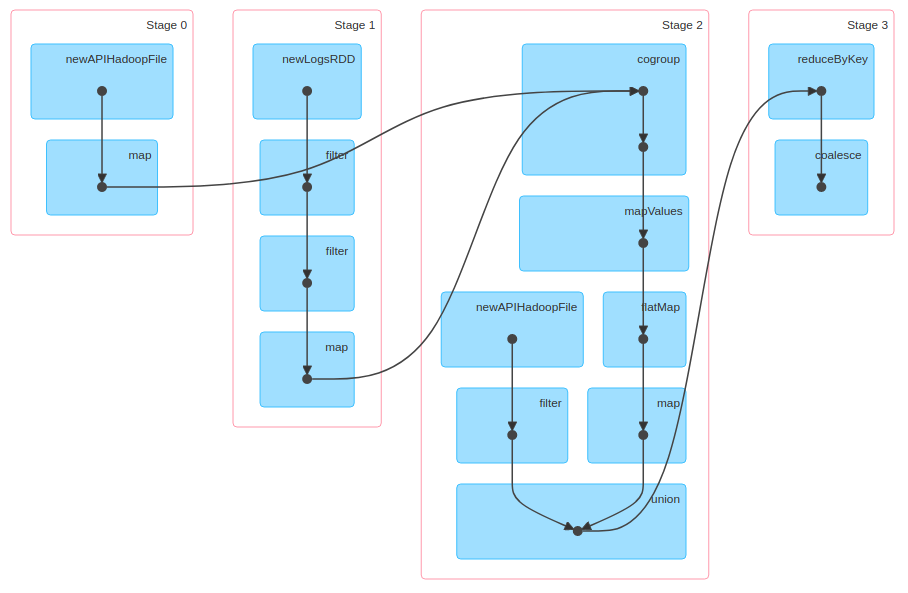 Stage 0
newAPIHadoopFile
map
Stage 1
newLogsRDD
filter
filter
map
Stage 2
cogroup
mapValues
newAPIHadoopFile
flatMap
filter
map
union
Stage 3
reduceByKey
coalesce